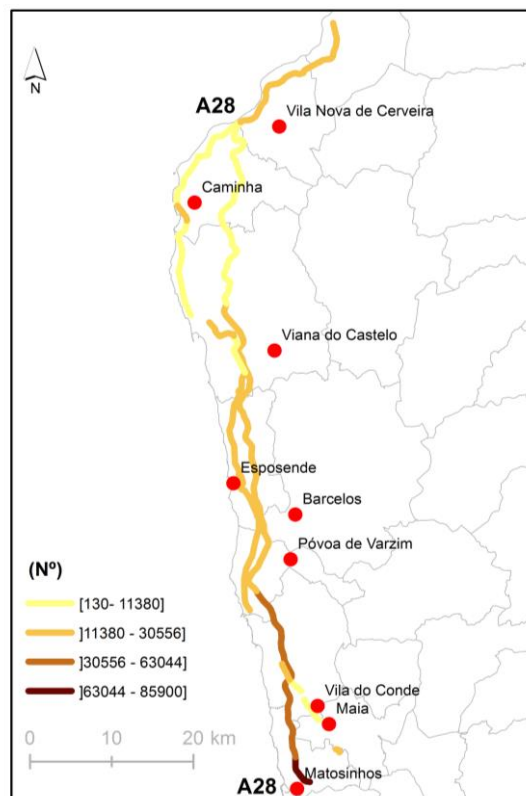 N
A28
Vila Nova de Cerveira
Caminha
Viana do Castelo
Esposende
Barcelos
Póvoa de Varzim
(Nº)
[130- 11380]
]11380 - 30556]
]30556 - 63044]
]63044 - 85900]
Vila do Conde
Maia
0 10 20 km
Matosinhos
A28